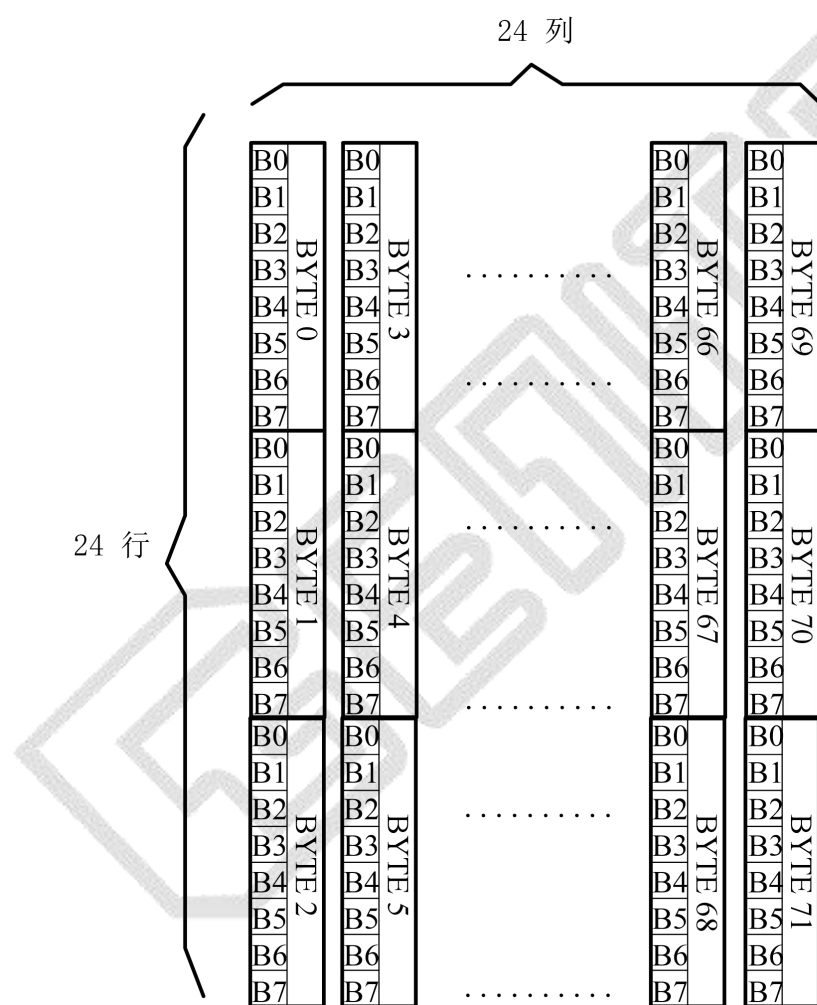 24 列
24 行
B0 B0 B0 B0
B1 B1 B1 B1
B2 B2 B2 B2
B3 B3 .......... B3 B3
B4 B4 B4 B4
B5 B5 B5 B5
B6 B6 .......... B6 B6
B7 B7 B7 B7
BYTE 0 BYTE 3 BYTE 66 BYTE 69
B0 B0 B0 B0
B1 B1 B1 B1
B2 B2 .......... B2 B2
B3 B3 B3 B3
B4 B4 B4 B4
B5 B5 B5 B5
B6 B6 B6 B6
B7 B7 .......... B7 B7
BYTE 1 BYTE 4 BYTE 67 BYTE 70
B0 B0 B0 B0
B1 B1 B1 B1
B2 B2 .......... B2 B2
B3 B3 B3 B3
B4 B4 B4 B4
B5 B5 B5 B5
B6 B6 B6 B6
B7 B7 .......... B7 B7
BYTE 2 BYTE 5 BYTE 68 BYTE 71